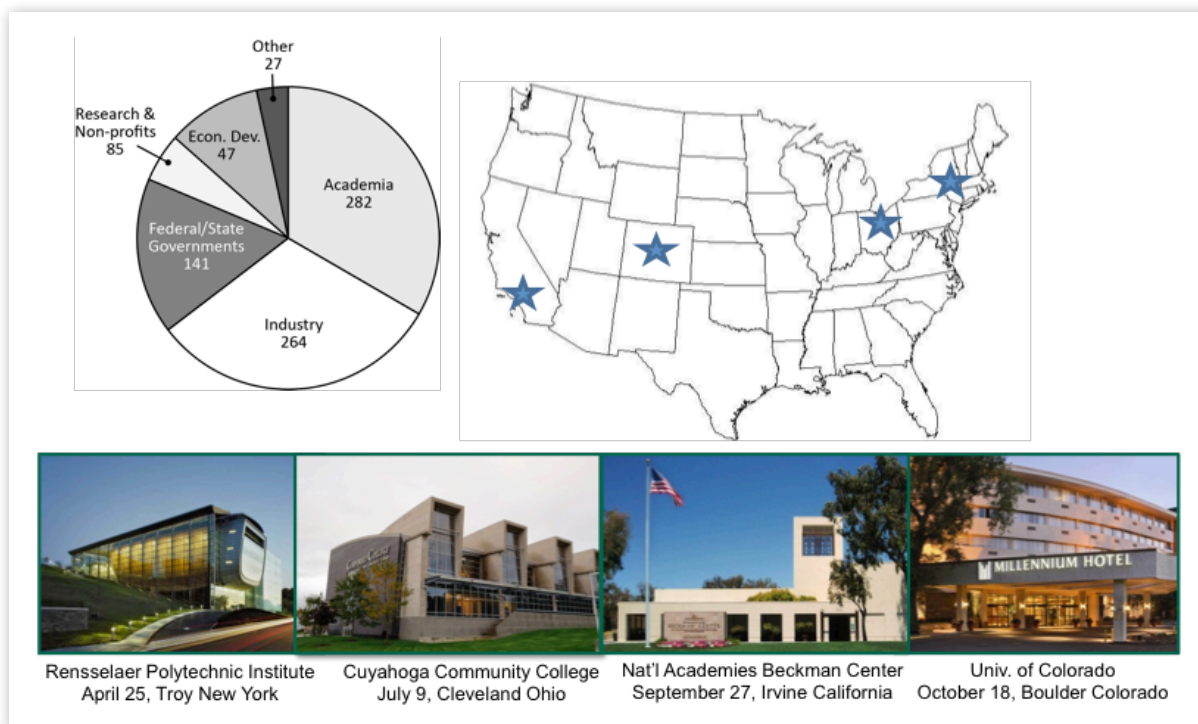 Other
27
Research &
Non-profits
85
Econ. Dev.
47
Academia
282
Federal/State
Governments
141
Industry
264
MILLENNIUM HOTEL
Rensselaer Polytechnic Institute
April 25, Troy New York
Cuyahoga Community College
July 9, Cleveland Ohio
Nat'l Academies Beckman Center
September 27, Irvine California
Univ. of Colorado
October 18, Boulder Colorado